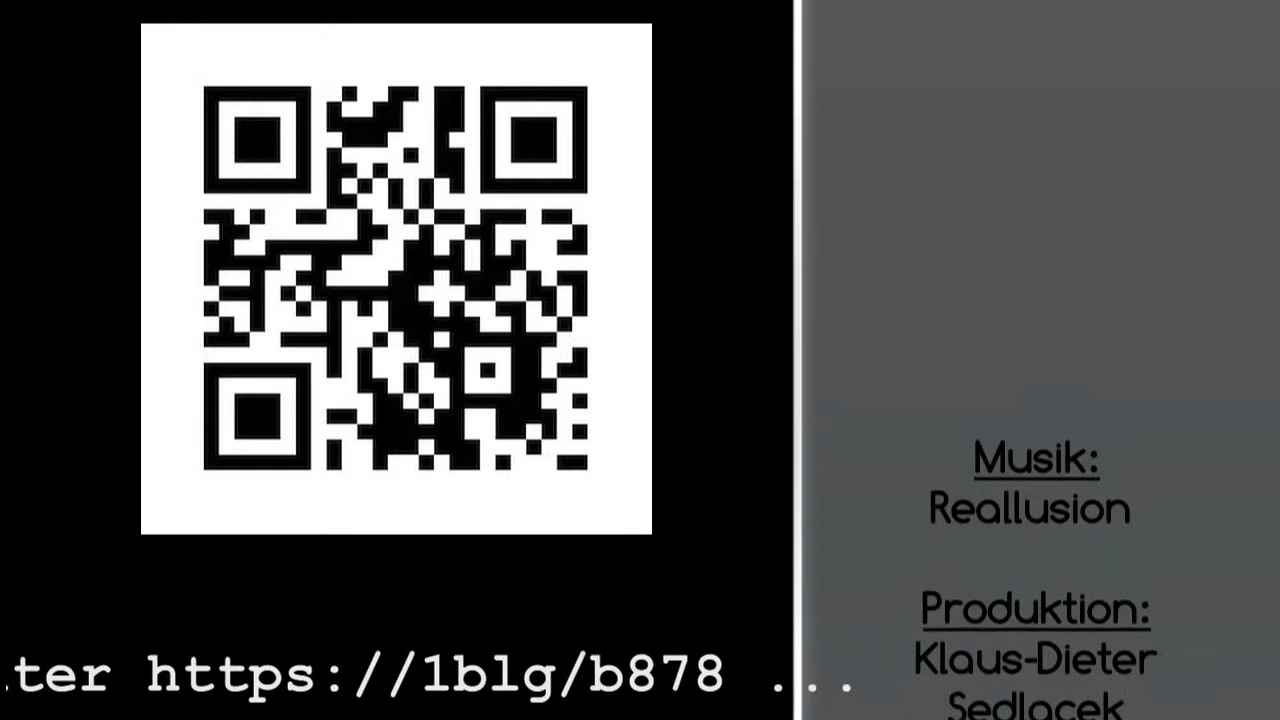 ter https://1blg/b878 ...
Musik:
Reallusion
Produktion:
Klaus-Dieter
Sedlacek